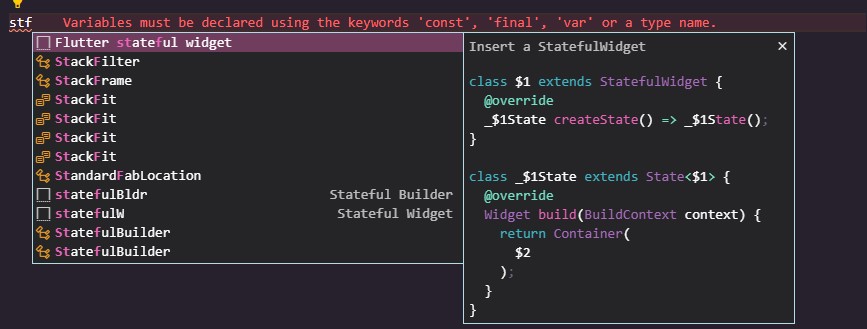 stf Variables must be declared using the keywords 'const', 'final', 'var' or a type name.
Flutter stateful widget
StackFilter
StackFrame
StackFit
StackFit
StackFit
StackFit
StandardFabLocation
statefulBldr Stateful Builder
statefulW Stateful Widget
StatefulBuilder
StatefulBuilder
Insert a StatefulWidget
class $1 extends StatefulWidget {
@override
_$1State createState() => _$1State();
}
class _$1State extends State<$1> {
@override
Widget build(BuildContext context) {
return Container(
$2
);
}
}